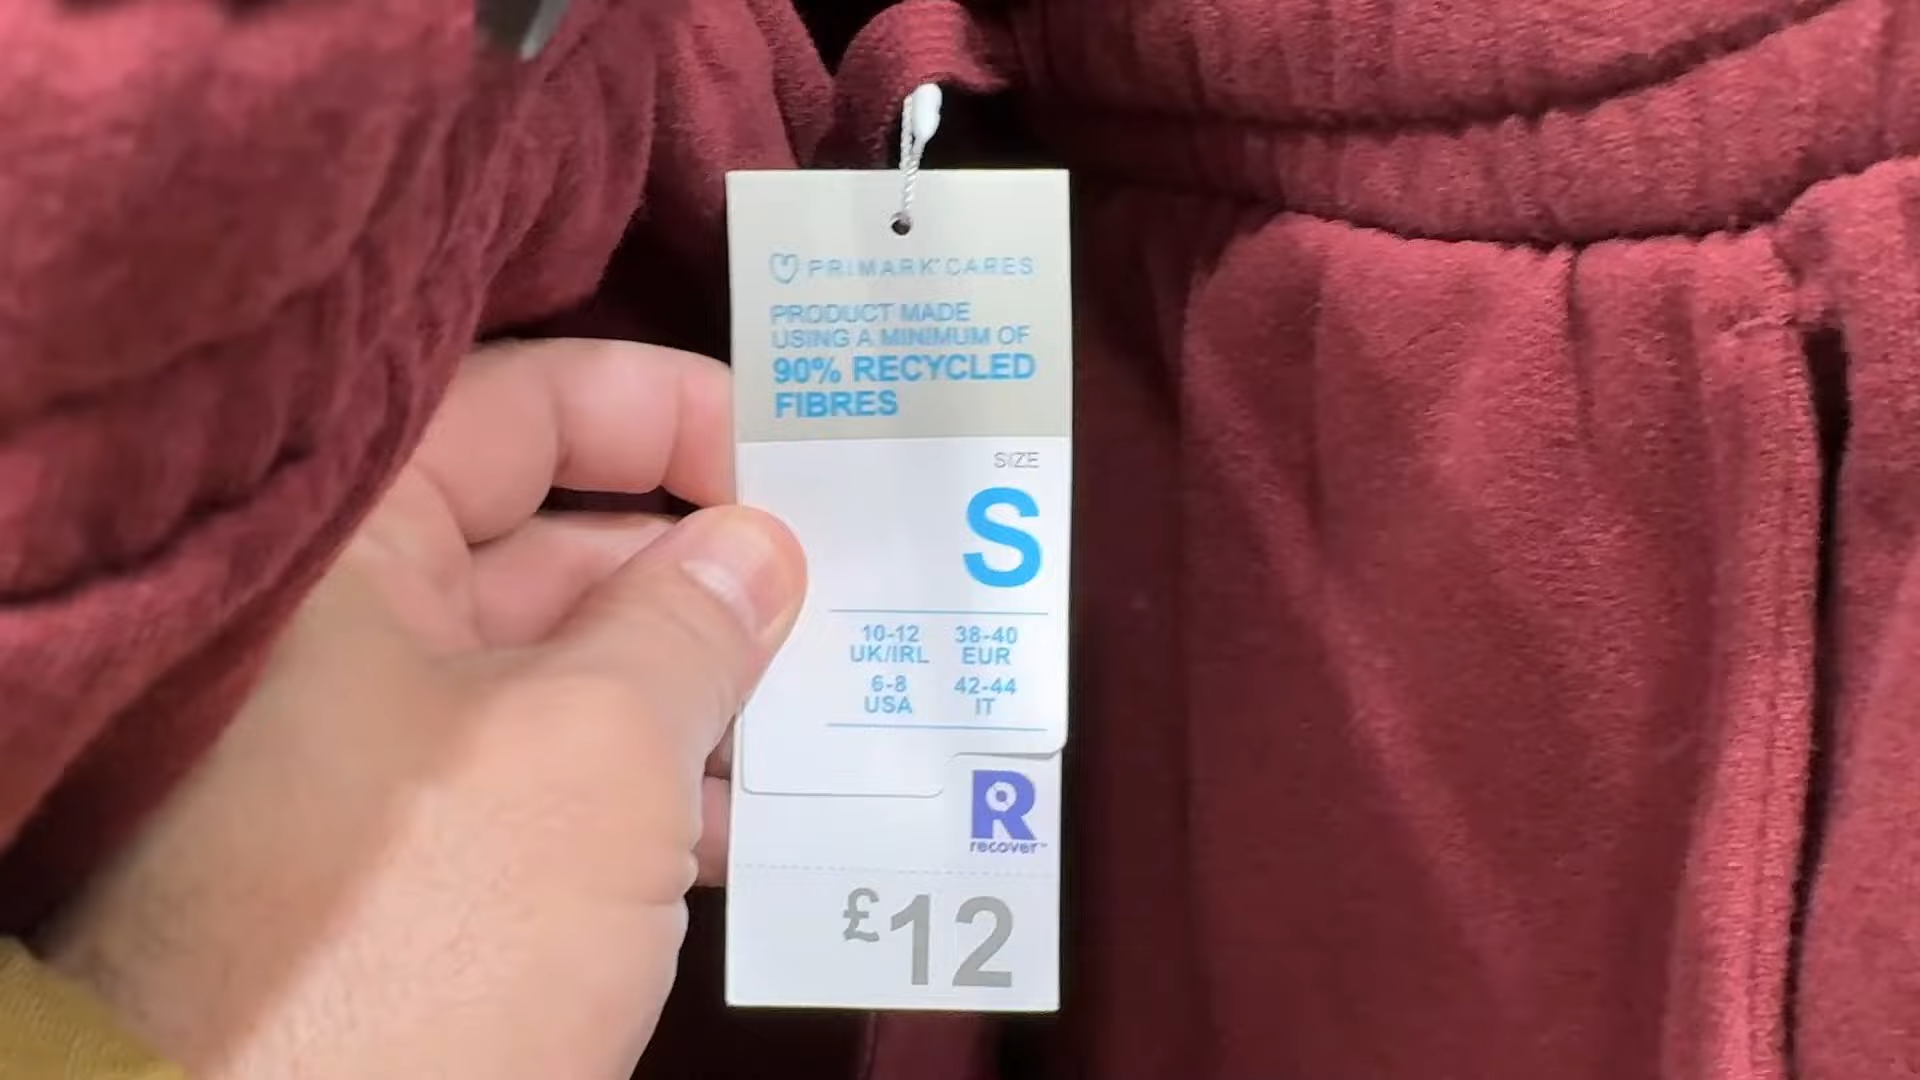 PRIMARK CARES
PRODUCT MADE
USING A MINIMUM OF
90% RECYCLED
FIBRES
SIZE
S
10-12 38-40
UK/IRL EUR
6-8 42-44
USA IT
R
recover™
£12